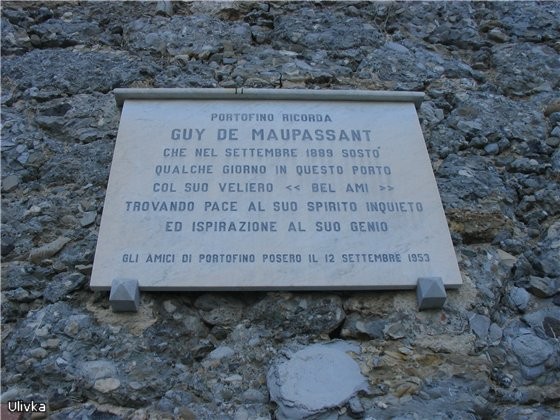 PORTOFINO RICORDA
GUY DE MAUPASSANT
CHE NEL SETTEMBRE 1889 SOSTÒ
QUALCHE GIORNO IN QUESTO PORTO
COL SUO VELIERO << BEL AMI >>
TROVANDO PACE AL SUO SPIRITO INQUIETO
ED ISPIRAZIONE AL SUO GENIO
GLI AMICI DI PORTOFINO POSERO IL 12 SETTEMBRE 1953
Ulivka